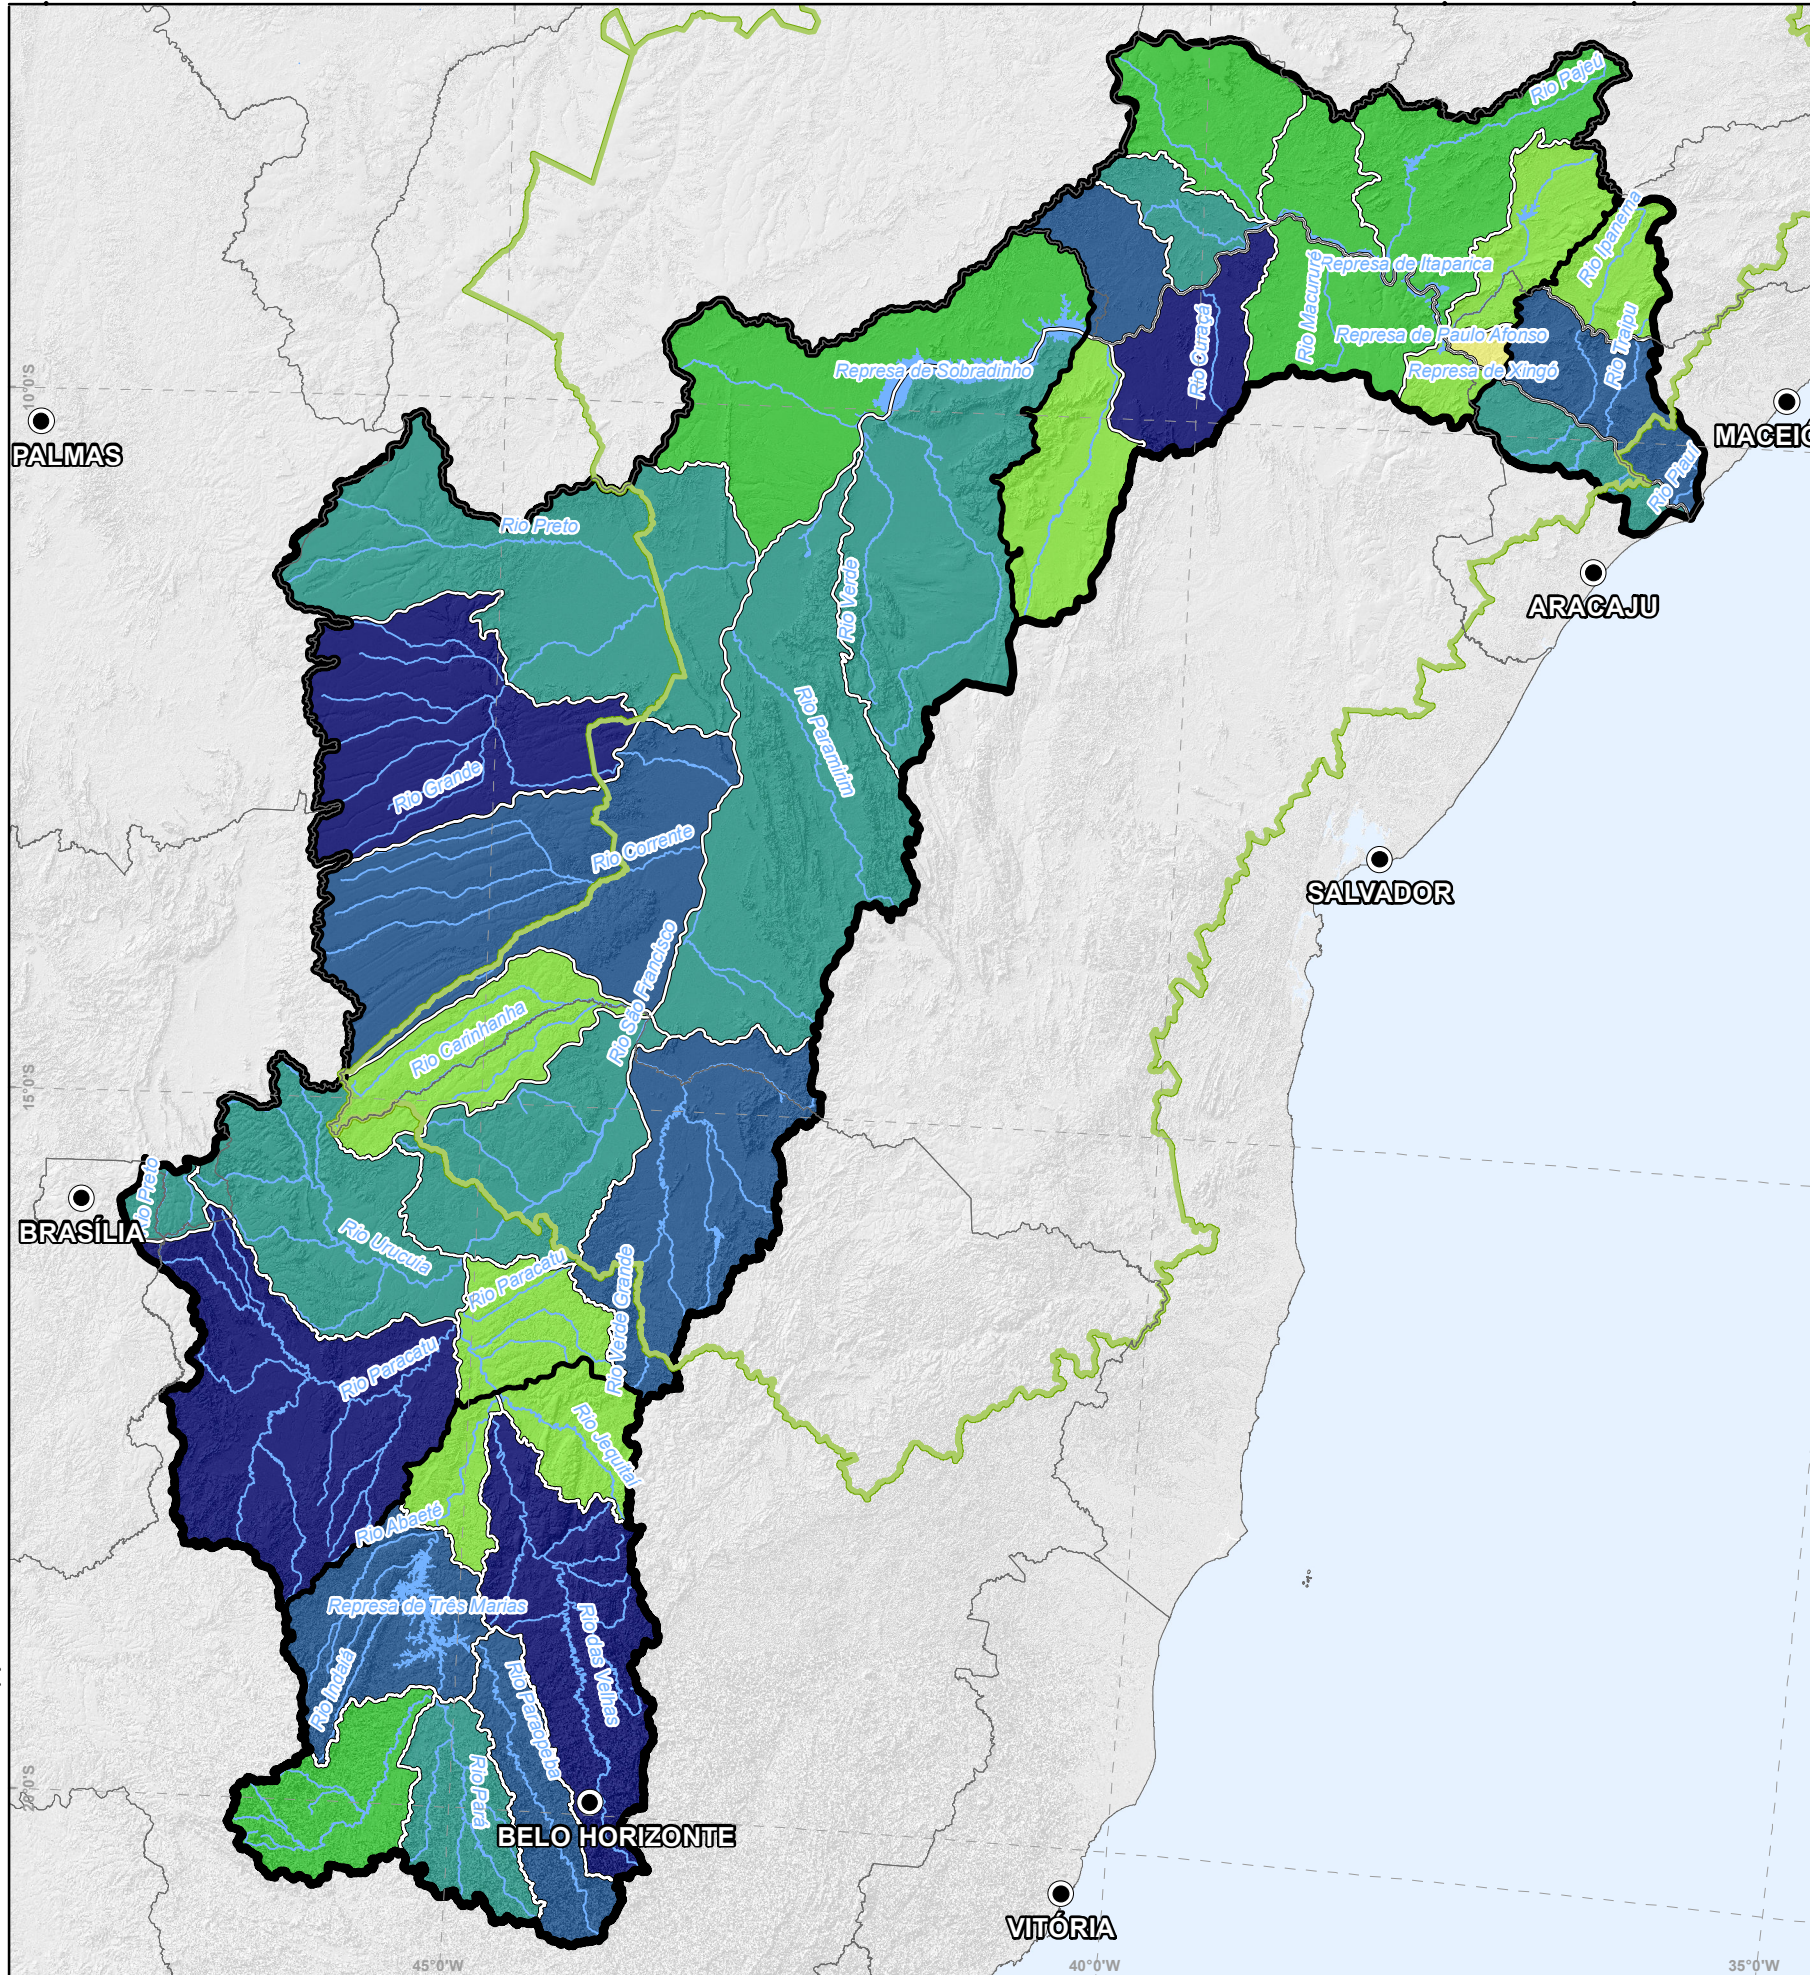 Rio Pajeú
Rio Ipanema
Represa de Itaparica
Rio Macururé
Rio Curaçá
Represa de Paulo Afonso
Rio Traipu
Represa de Xingó
Represa de Sobradinho
10°0'S
PALMAS
MACEIÓ
Rio Piauí
Rio Preto
Rio Verde
ARACAJU
Rio Paramirim
Rio Grande
Rio Corrente
SALVADOR
Rio São Francisco
Rio Carinhanha
15°0'S
Rio Preto
BRASÍLIA
Rio Urucuia
Rio Paracatu
Rio Verde Grande
Rio Paracatu
Rio Jequitaí
Rio Abaeté
Represa de Três Marias
Rio Indaiá
Rio das Velhas
Rio Paraopeba
Rio Pará
20°0'S
BELO HORIZONTE
VITÓRIA
45°0'W
40°0'W
35°0'W